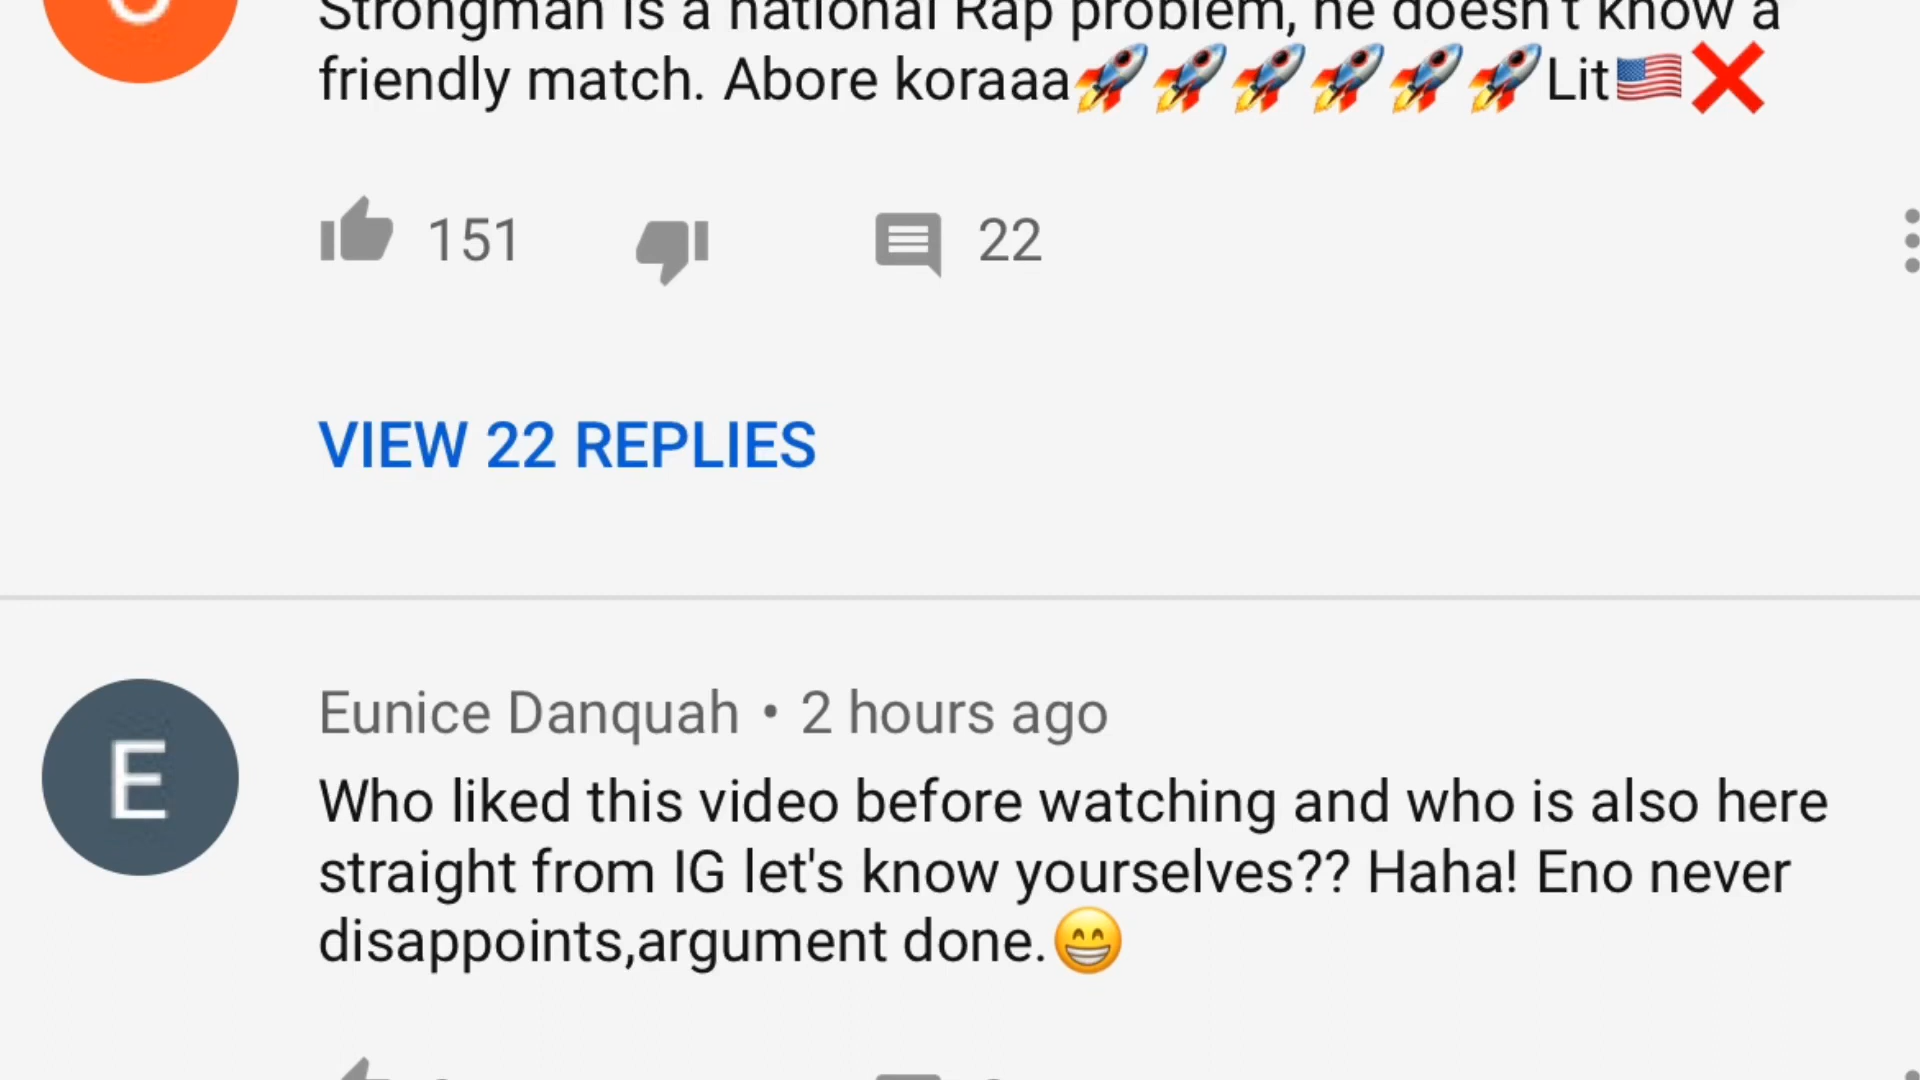 Strongman is a national Rap problem, he doesn't know a
friendly match. Abore koraaa🚀🚀🚀🚀🚀🚀Lit🇺🇸❌
151
22
VIEW 22 REPLIES
Eunice Danquah • 2 hours ago
E
Who liked this video before watching and who is also here
straight from IG let's know yourselves?? Haha! Eno never
disappoints,argument done.😁